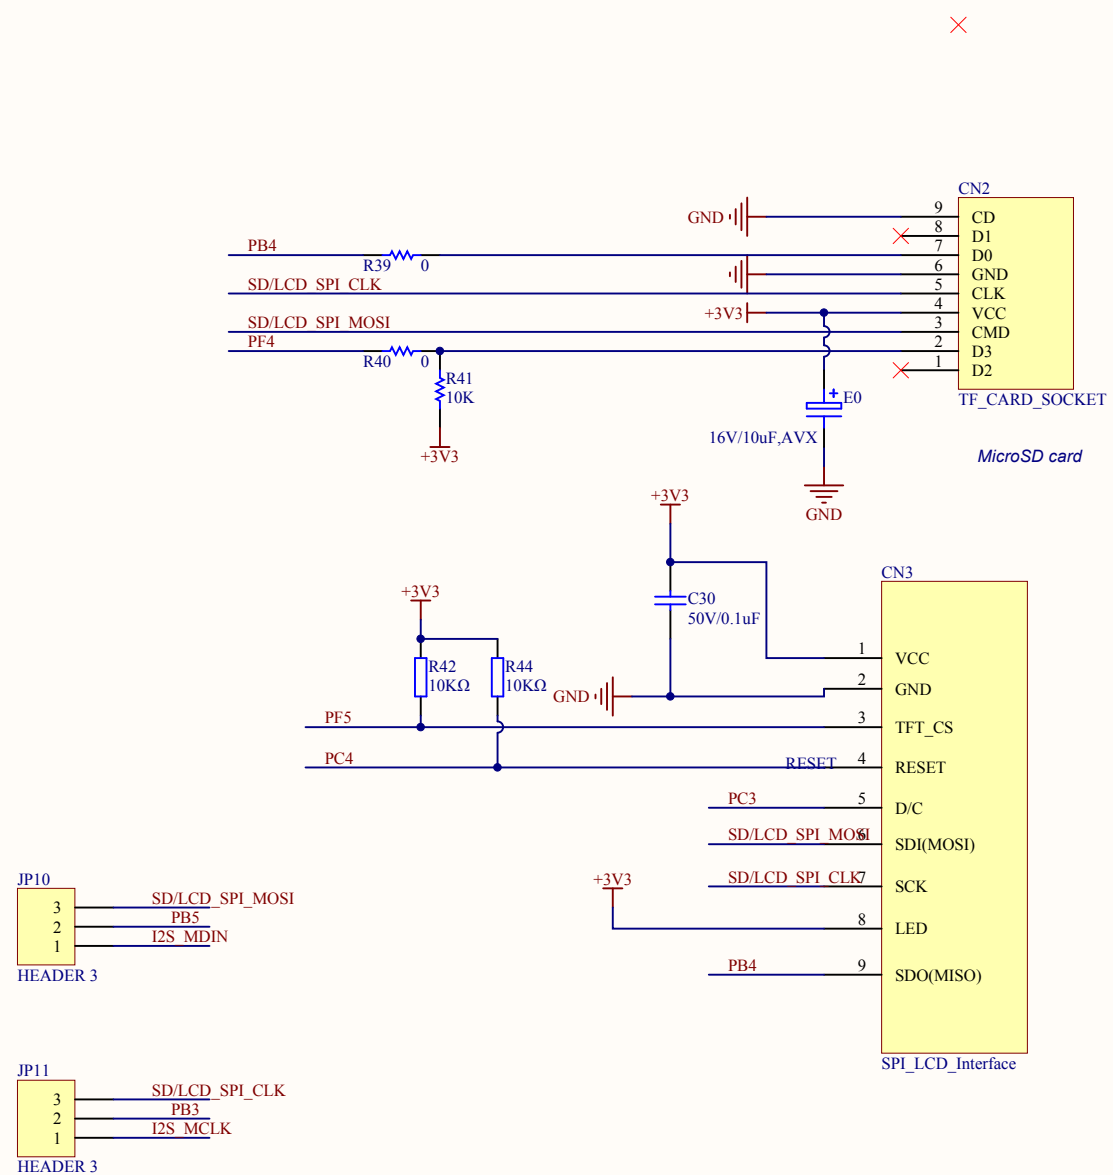 CN2
GND
9
CD
8
D1
PB4
7
D0
R39
0
6
GND
SD/LCD_SPI_CLK
5
CLK
+3V3
4
VCC
SD/LCD_SPI_MOSI
3
CMD
PF4
2
D3
R40
0
1
D2
R41
10K
E0
TF_CARD_SOCKET
16V/10uF,AVX
+3V3
MicroSD card
+3V3
GND
CN3
+3V3
C30
50V/0.1uF
1
VCC
R42
10KΩ
R44
10KΩ
GND
2
GND
PF5
3
TFT_CS
PC4
RESET
4
RESET
PC3
5
D/C
SD/LCD_SPI_MOSI
6
SDI(MOSI)
+3V3
SD/LCD_SPI_CLK
7
SCK
8
LED
PB4
9
SDO(MISO)
SPI_LCD_Interface
JP10
3
SD/LCD_SPI_MOSI
2
PB5
1
I2S_MDIN
HEADER 3
JP11
3
SD/LCD_SPI_CLK
2
PB3
1
I2S_MCLK
HEADER 3